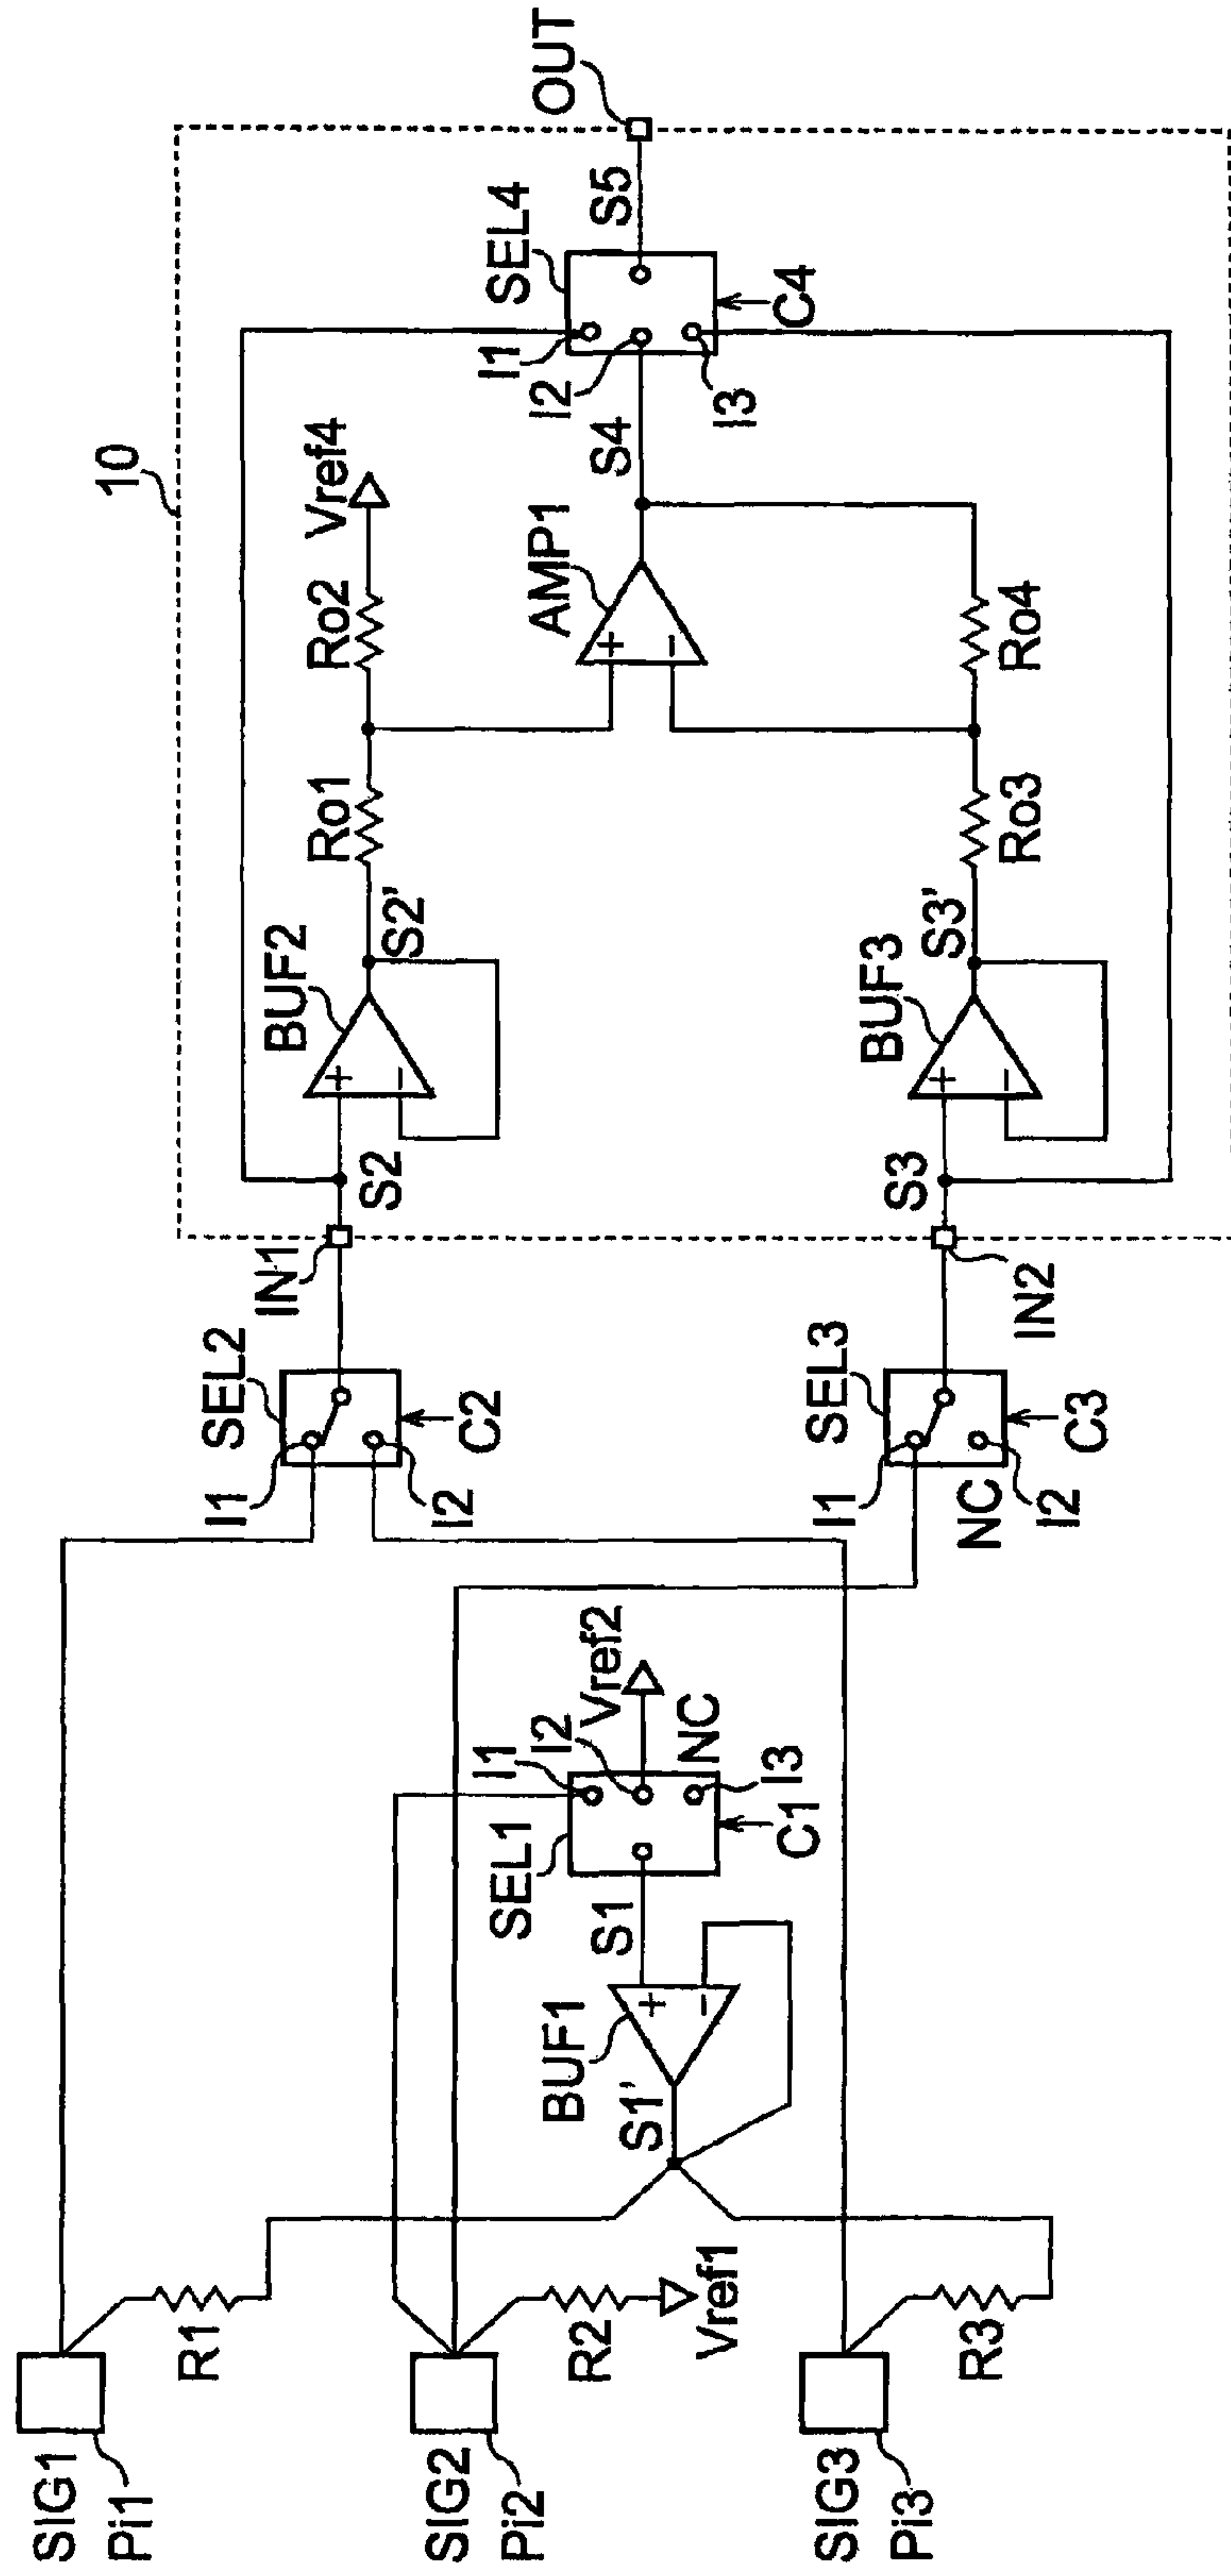 SIG1
Pi1
R1
SIG2
Pi2
R2
Vref1
SIG3
Pi3
R3
BUF1
+
−
S1'
S1
SEL1
I1
I2
I3
Vref2
NC
C1
SEL2
I1
I2
C2
SEL3
I1
NC
I2
C3
IN1
IN2
10
S2
BUF2
+
−
S2'
Ro1
Ro2
Vref4
S3
BUF3
+
−
S3'
Ro3
Ro4
AMP1
+
−
S4
SEL4
I1
I2
I3
C4
S5
OUT